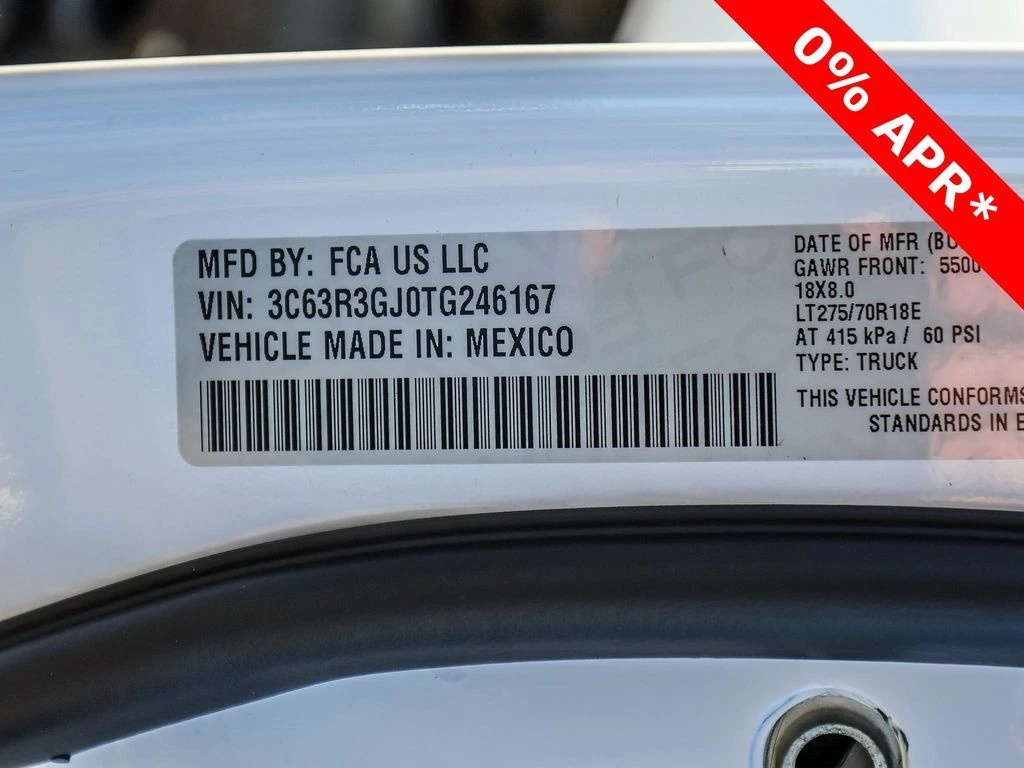 0% APR*
MFD BY: FCA US LLC
VIN: 3C63R3GJ0TG246167
VEHICLE MADE IN: MEXICO
DATE OF MFR
GAWR FRONT: 5500
18X8.0
LT275/70R18E
AT 415 kPa / 60 PSI
TYPE: TRUCK
THIS VEHICLE CONFORMS
STANDARDS IN